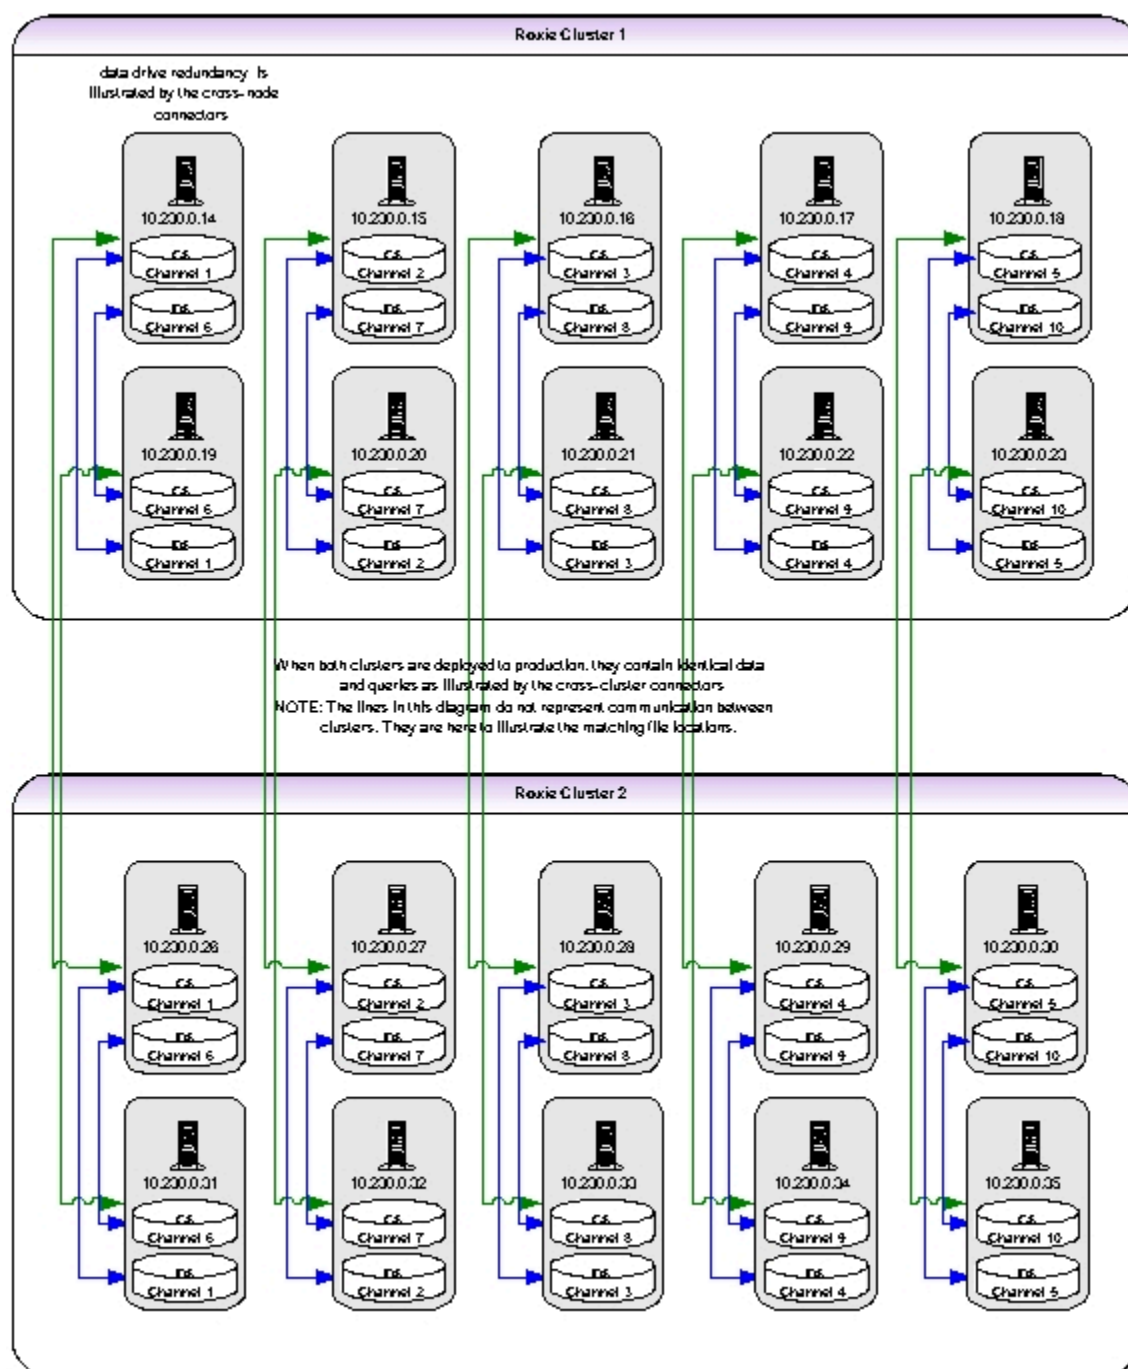 Roxie Cluster 1
data drive redundancy is
illustrated by the cross-node
connectors
10.230.0.14
10.230.0.15
10.230.0.16
10.230.0.17
10.230.0.18
Channel 1
Channel 2
Channel 3
Channel 4
Channel 5
Channel 6
Channel 7
Channel 8
Channel 9
Channel 10
10.230.0.19
10.230.0.20
10.230.0.21
10.230.0.22
10.230.0.23
Channel 6
Channel 7
Channel 8
Channel 9
Channel 10
Channel 1
Channel 2
Channel 3
Channel 4
Channel 5
When both clusters are deployed to production, they contain identical data
and queries as illustrated by the cross-cluster connectors
NOTE: The lines in this diagram do not represent communication between
clusters. They are here to illustrate the matching file locations.
Roxie Cluster 2
10.230.0.26
10.230.0.27
10.230.0.28
10.230.0.29
10.230.0.30
Channel 1
Channel 2
Channel 3
Channel 4
Channel 5
Channel 6
Channel 7
Channel 8
Channel 9
Channel 10
10.230.0.31
10.230.0.32
10.230.0.33
10.230.0.34
10.230.0.35
Channel 6
Channel 7
Channel 8
Channel 9
Channel 10
Channel 1
Channel 2
Channel 3
Channel 4
Channel 5